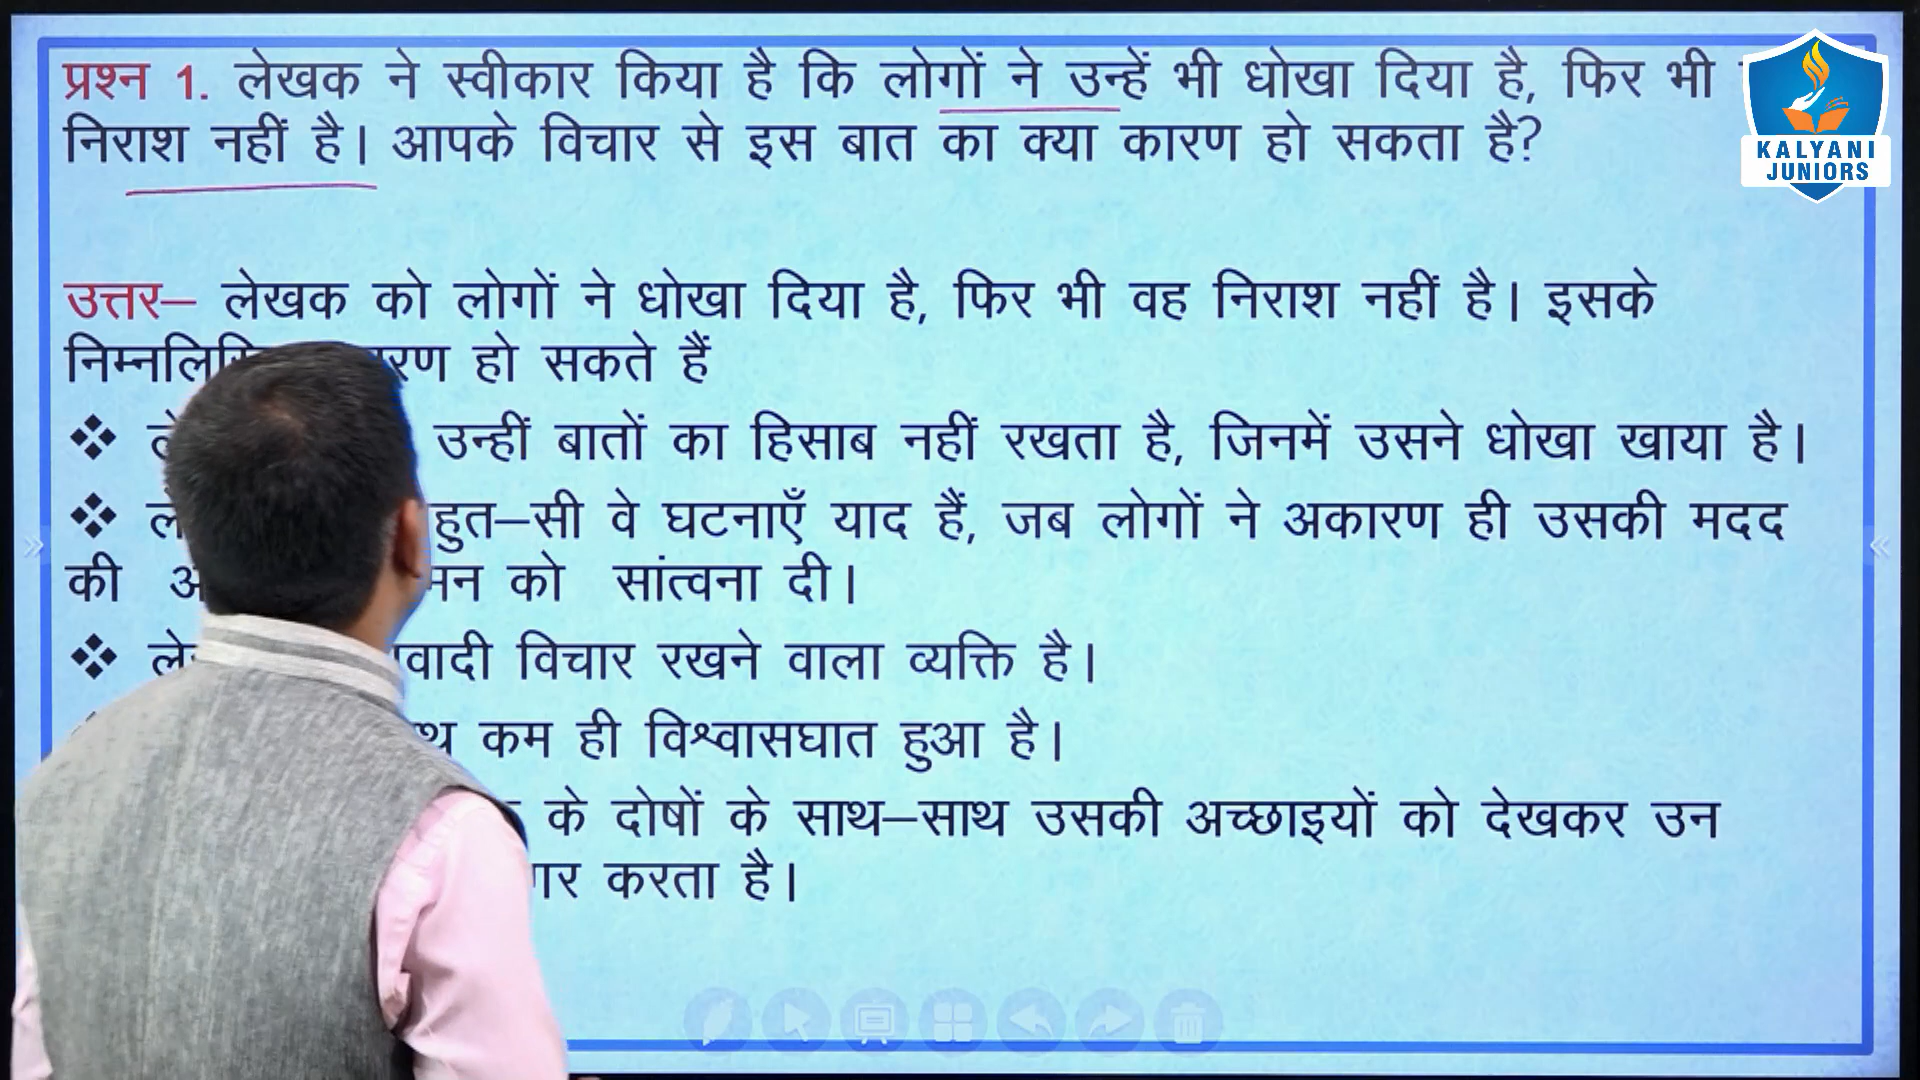 प्रश्न 1. लेखक ने स्वीकार किया है कि लोगों ने उन्हें भी धोखा दिया है, फिर भी
निराश नहीं है। आपके विचार से इस बात का क्या कारण हो सकता है?
KALYANI
JUNIORS
उत्तर– लेखक को लोगों ने धोखा दिया है, फिर भी वह निराश नहीं है। इसके
हो सकते हैं
❖ उन्हीं बातों का हिसाब नहीं रखता है, जिनमें उसने धोखा खाया है।
❖ वे घटनाएँ याद हैं, जब लोगों ने अकारण ही उसकी मदद
की मन को सांत्वना दी।
❖ विचार रखने वाला व्यक्ति है।
कम ही विश्वासघात हुआ है।
के दोषों के साथ–साथ उसकी अच्छाइयों को देखकर उन
करता है।